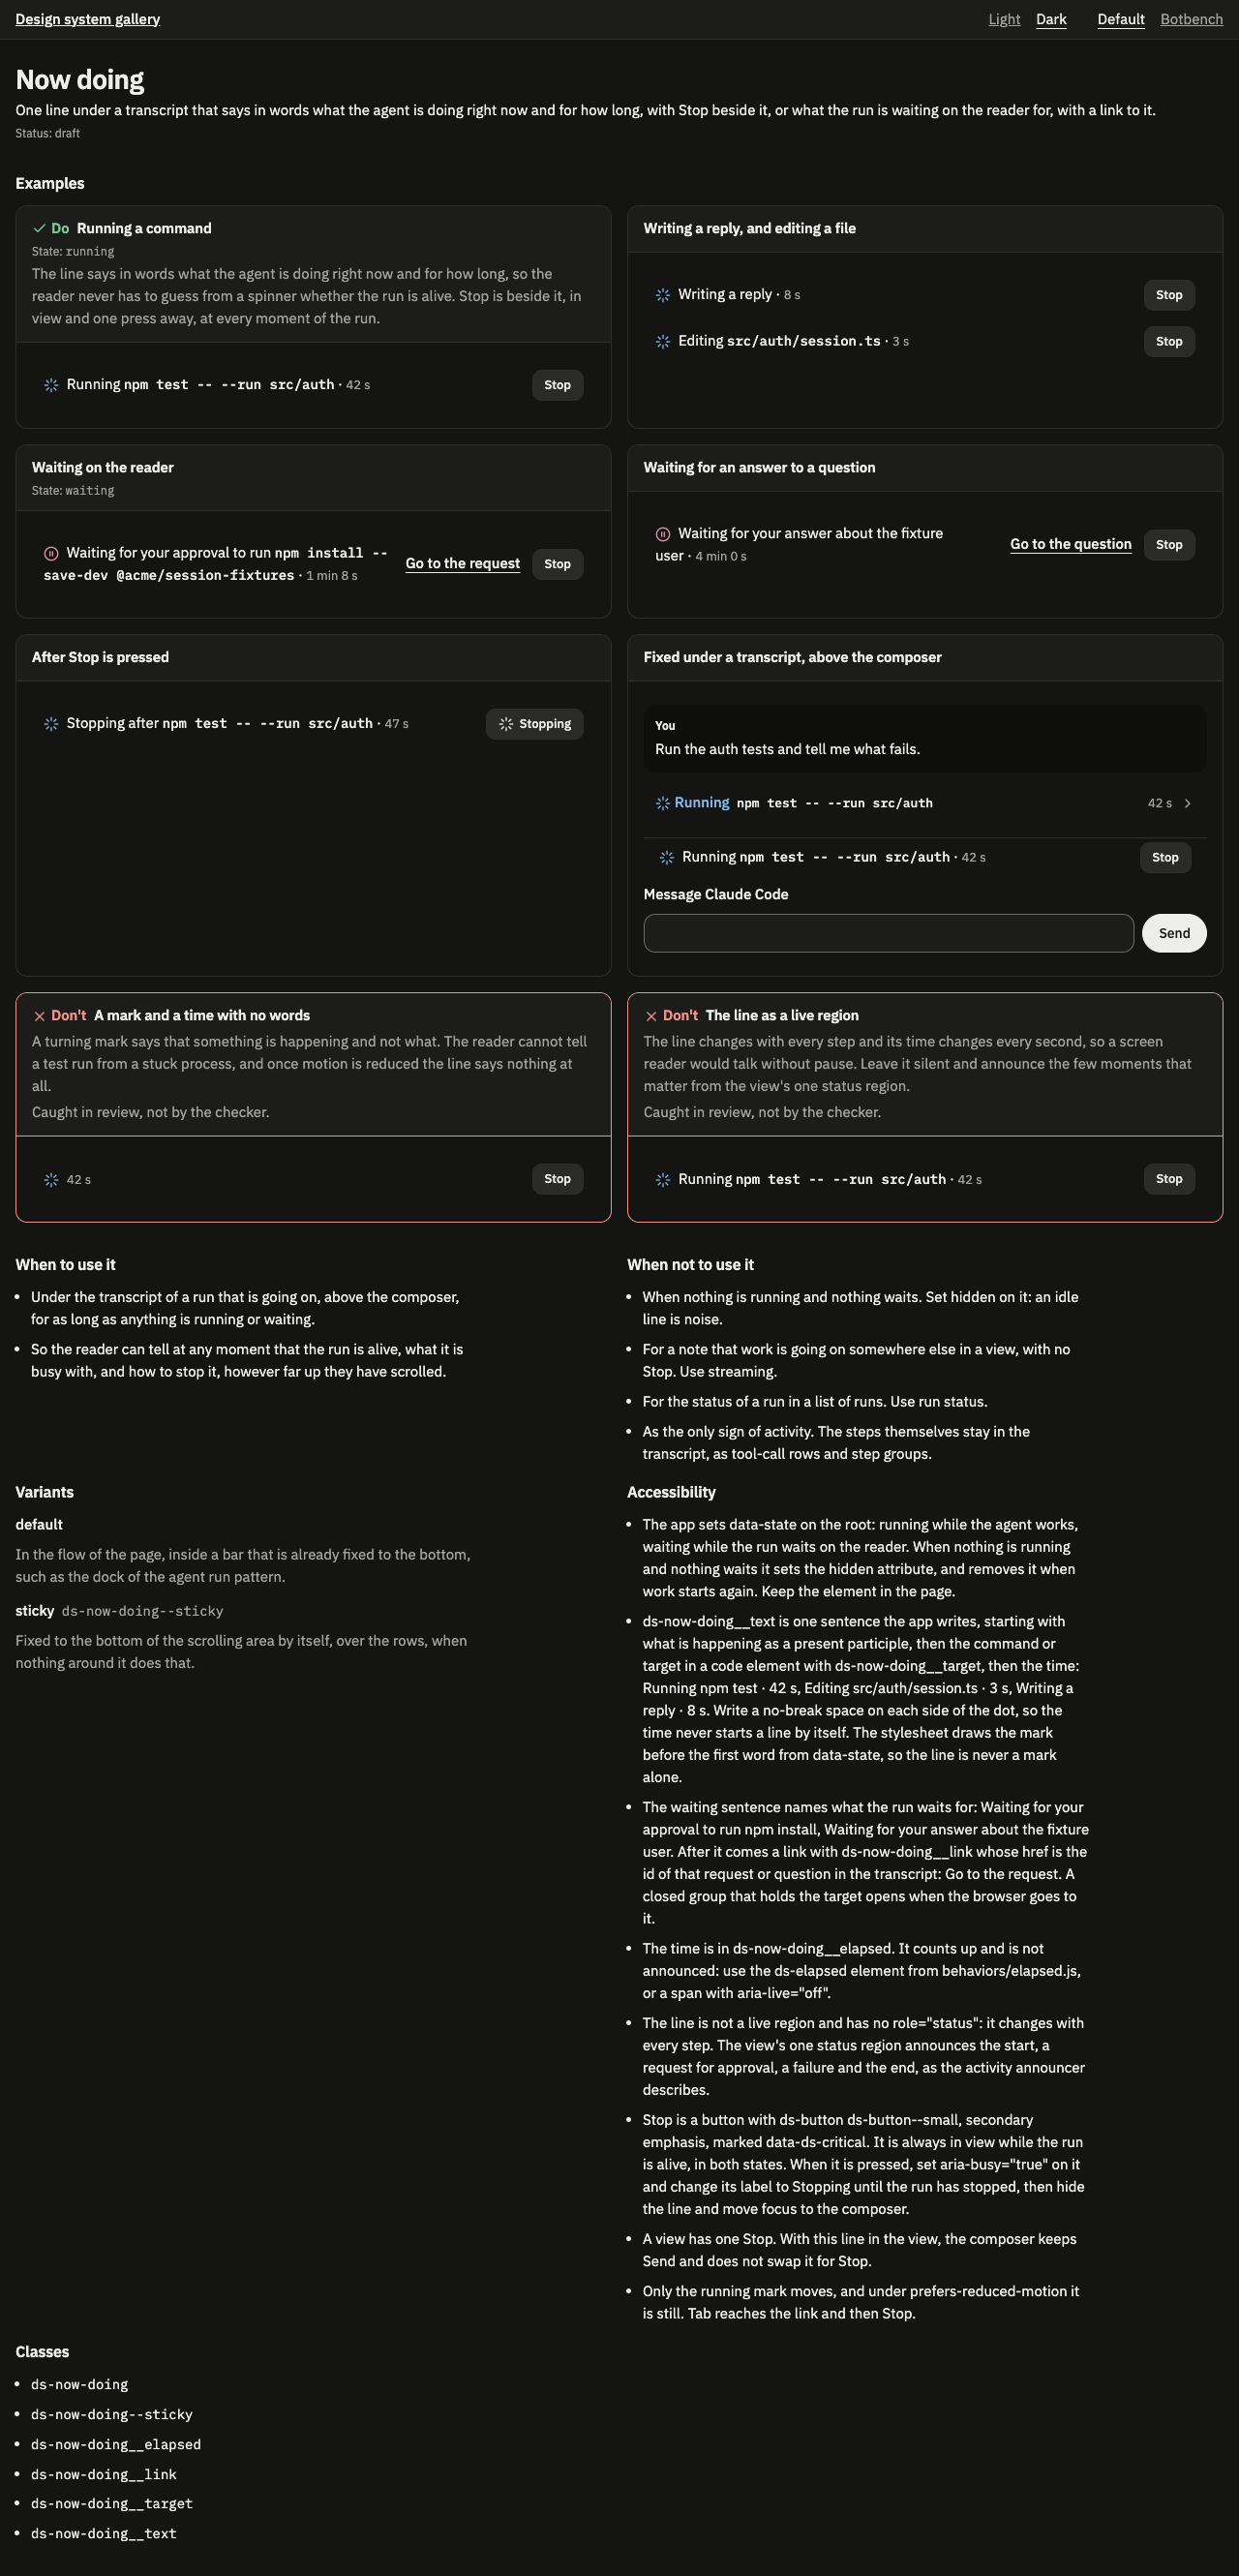 Design system gallery
Light Dark Default Botbench
Now doing
One line under a transcript that says in words what the agent is doing right now and for how long, with Stop beside it, or what the run is waiting on the reader for, with a link to it.
Status: draft
Examples
Do Running a command
State: running
The line says in words what the agent is doing right now and for how long, so the
reader never has to guess from a spinner whether the run is alive. Stop is beside it, in
view and one press away, at every moment of the run.
Running npm test -- --run src/auth · 42 s
Stop
Writing a reply, and editing a file
Writing a reply · 8 s
Stop
Editing src/auth/session.ts · 3 s
Stop
Waiting on the reader
State: waiting
Waiting for your approval to run npm install --
save-dev @acme/session-fixtures · 1 min 8 s
Go to the request
Stop
Waiting for an answer to a question
Waiting for your answer about the fixture
user · 4 min 0 s
Go to the question
Stop
After Stop is pressed
Stopping after npm test -- --run src/auth · 47 s
Stopping
Fixed under a transcript, above the composer
You
Run the auth tests and tell me what fails.
Running npm test -- --run src/auth
42 s
Running npm test -- --run src/auth · 42 s
Stop
Message Claude Code
Send
Don't A mark and a time with no words
A turning mark says that something is happening and not what. The reader cannot tell
a test run from a stuck process, and once motion is reduced the line says nothing at
all.
Caught in review, not by the checker.
42 s
Stop
Don't The line as a live region
The line changes with every step and its time changes every second, so a screen
reader would talk without pause. Leave it silent and announce the few moments that
matter from the view's one status region.
Caught in review, not by the checker.
Running npm test -- --run src/auth · 42 s
Stop
When to use it
Under the transcript of a run that is going on, above the composer,
for as long as anything is running or waiting.
So the reader can tell at any moment that the run is alive, what it is
busy with, and how to stop it, however far up they have scrolled.
When not to use it
When nothing is running and nothing waits. Set hidden on it: an idle
line is noise.
For a note that work is going on somewhere else in a view, with no
Stop. Use streaming.
For the status of a run in a list of runs. Use run status.
As the only sign of activity. The steps themselves stay in the
transcript, as tool-call rows and step groups.
Variants
default
In the flow of the page, inside a bar that is already fixed to the bottom,
such as the dock of the agent run pattern.
sticky ds-now-doing--sticky
Fixed to the bottom of the scrolling area by itself, over the rows, when
nothing around it does that.
Accessibility
The app sets data-state on the root: running while the agent works,
waiting while the run waits on the reader. When nothing is running
and nothing waits it sets the hidden attribute, and removes it when
work starts again. Keep the element in the page.
ds-now-doing__text is one sentence the app writes, starting with
what is happening as a present participle, then the command or
target in a code element with ds-now-doing__target, then the time:
Running npm test · 42 s, Editing src/auth/session.ts · 3 s, Writing a
reply · 8 s. Write a no-break space on each side of the dot, so the
time never starts a line by itself. The stylesheet draws the mark
before the first word from data-state, so the line is never a mark
alone.
The waiting sentence names what the run waits for: Waiting for your
approval to run npm install, Waiting for your answer about the fixture
user. After it comes a link with ds-now-doing__link whose href is the
id of that request or question in the transcript: Go to the request. A
closed group that holds the target opens when the browser goes to
it.
The time is in ds-now-doing__elapsed. It counts up and is not
announced: use the ds-elapsed element from behaviors/elapsed.js,
or a span with aria-live="off".
The line is not a live region and has no role="status": it changes with
every step. The view's one status region announces the start, a
request for approval, a failure and the end, as the activity announcer
describes.
Stop is a button with ds-button ds-button--small, secondary
emphasis, marked data-ds-critical. It is always in view while the run
is alive, in both states. When it is pressed, set aria-busy="true" on it
and change its label to Stopping until the run has stopped, then hide
the line and move focus to the composer.
A view has one Stop. With this line in the view, the composer keeps
Send and does not swap it for Stop.
Only the running mark moves, and under prefers-reduced-motion it
is still. Tab reaches the link and then Stop.
Classes
ds-now-doing
ds-now-doing--sticky
ds-now-doing__elapsed
ds-now-doing__link
ds-now-doing__target
ds-now-doing__text